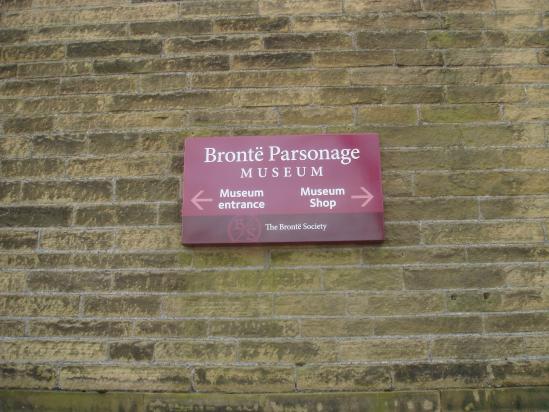 Brontë Parsonage
MUSEUM
← Museum entrance
Museum Shop →
The Brontë Society